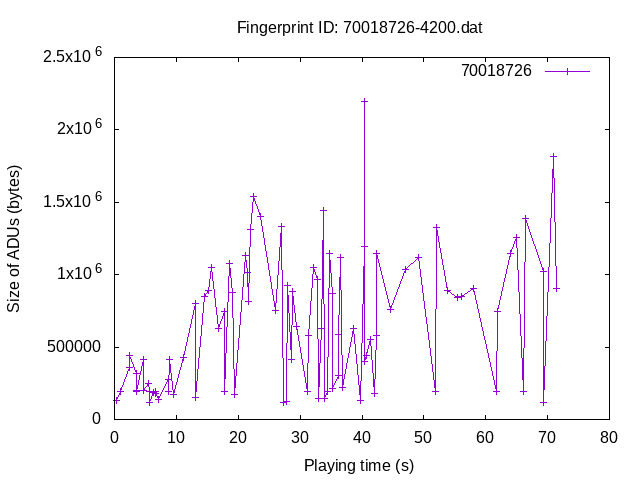 Fingerprint ID: 70018726-4200.dat
70018726
2.5x10^6
2x10^6
1.5x10^6
1x10^6
500000
0
Size of ADUs (bytes)
0 10 20 30 40 50 60 70 80
Playing time (s)